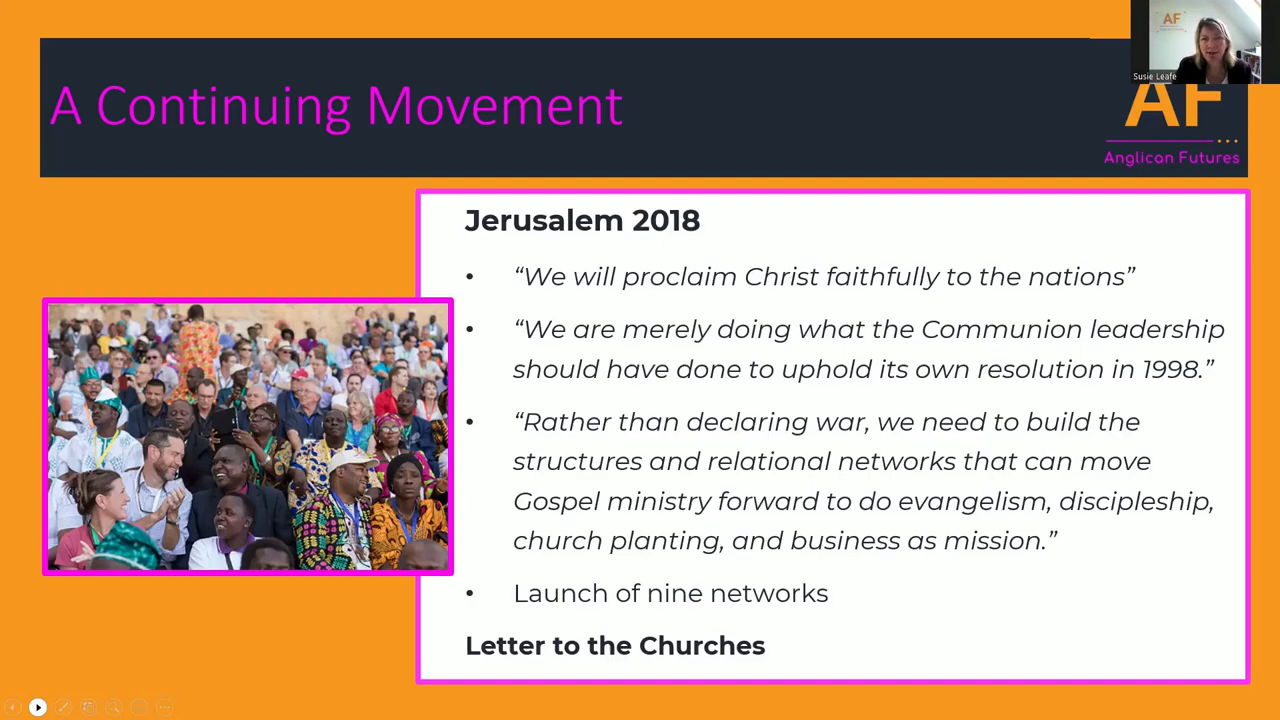 AF
Susie Leafe
A Continuing Movement
AF
Anglican Futures
Jerusalem 2018
• “We will proclaim Christ faithfully to the nations”
• “We are merely doing what the Communion leadership
should have done to uphold its own resolution in 1998.”
• “Rather than declaring war, we need to build the
structures and relational networks that can move
Gospel ministry forward to do evangelism, discipleship,
church planting, and business as mission.”
• Launch of nine networks
Letter to the Churches